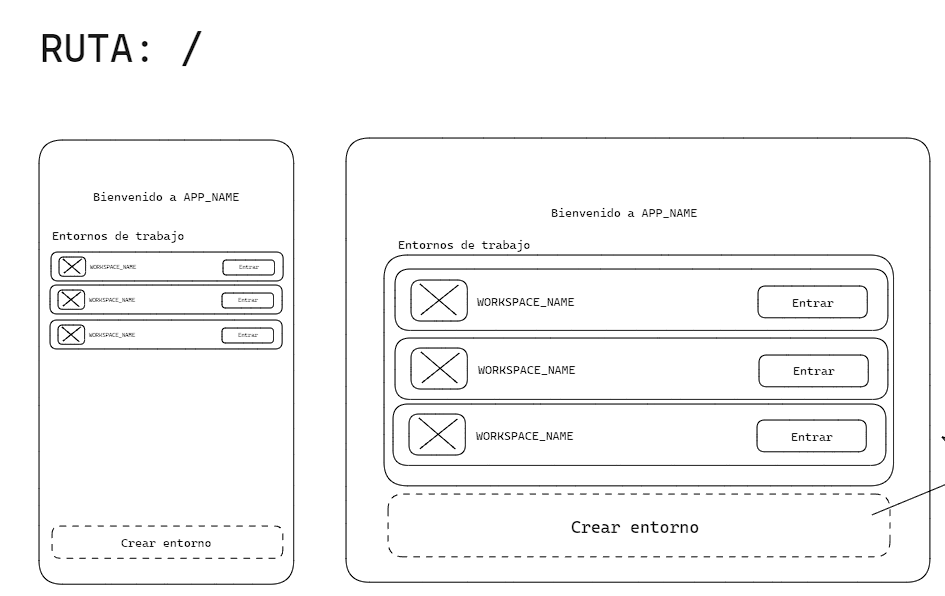 RUTA: /
Bienvenido a APP_NAME
Entornos de trabajo
WORKSPACE_NAME
Entrar
WORKSPACE_NAME
Entrar
WORKSPACE_NAME
Entrar
Crear entorno
Bienvenido a APP_NAME
Entornos de trabajo
WORKSPACE_NAME
Entrar
WORKSPACE_NAME
Entrar
WORKSPACE_NAME
Entrar
Crear entorno